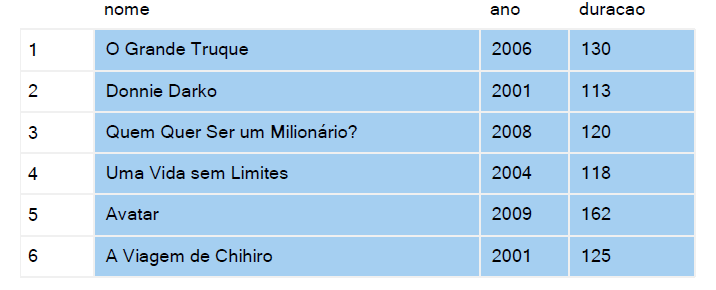 nome ano duracao
1 O Grande Truque 2006 130
2 Donnie Darko 2001 113
3 Quem Quer Ser um Milionário? 2008 120
4 Uma Vida sem Limites 2004 118
5 Avatar 2009 162
6 A Viagem de Chihiro 2001 125